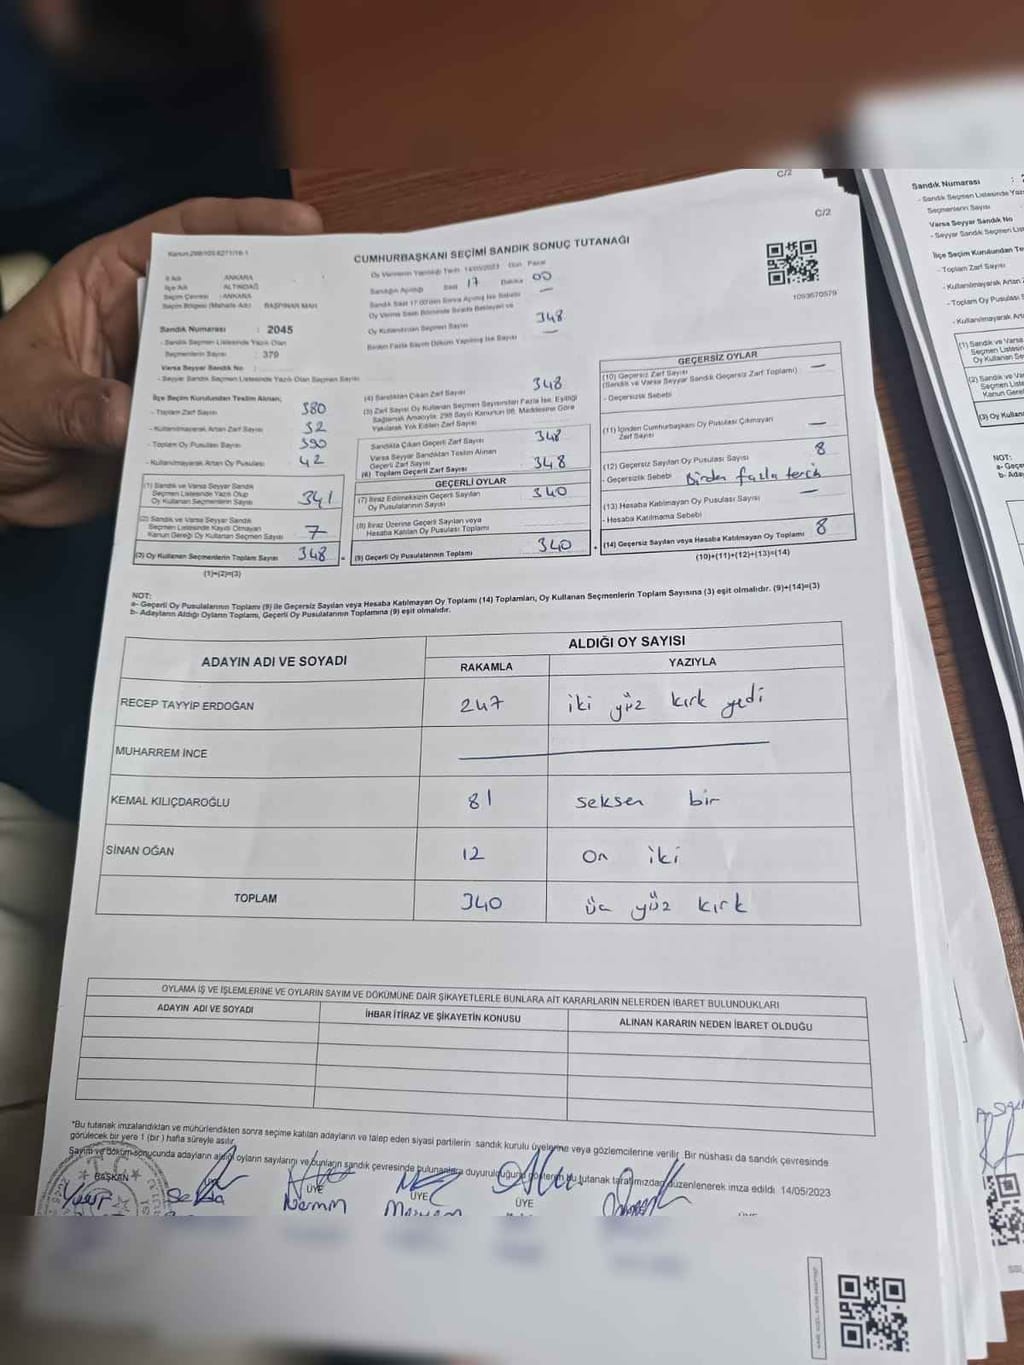 C/2
C/2
Kanun:298/105.6271/16-1
CUMHURBAŞKANI SEÇİMİ SANDIK SONUÇ TUTANAĞI
İl Adı : ANKARA
İlçe Adı : ALTINDAĞ
Seçim Çevresi : ANKARA
Seçim Bölgesi (Mahalle Adı) : BAŞPINAR MAH.
Sandık Numarası : 2045
- Sandık Seçmen Listesinde Yazılı Olan
Seçmenlerin Sayısı : 379
Varsa Seyyar Sandık No :
- Seyyar Sandık Seçmen Listesinde Yazılı Olan Seçmen Sayısı :
Oy Vermenin Yapıldığı Tarih 14/05/2023 Gün Pazar
Sandığın Açıldığı Saat 17 Dakika 00
Sandık Saat 17.00'den Sonra Açılmış İse Sebebi
Oy Verme Saati Bitiminde Sırada Bekleyen ve —
Oy Kullandırılan Seçmen Sayısı 348
Birden Fazla Sayım Döküm Yapılmış İse Sayısı —
1093670579
İlçe Seçim Kurulundan Teslim Alınan;
- Toplam Zarf Sayısı 380
- Kullanılmayarak Artan Zarf Sayısı 32
- Toplam Oy Pusulası Sayısı 390
- Kullanılmayarak Artan Oy Pusulası 42
(1) Sandık ve Varsa Seyyar Sandık
Seçmen Listesinde Yazılı Olup
Oy Kullanan Seçmenlerin Sayısı 341
(2) Sandık ve Varsa Seyyar Sandık
Seçmen Listesinde Kayıtlı Olmayan
Kanun Gereği Oy Kullanan Seçmen Sayısı 7
(3) Oy Kullanan Seçmenlerin Toplam Sayısı 348
(1)+(2)=(3)
(4) Sandıktan Çıkan Zarf Sayısı 348
(5) Zarf Sayısı Oy Kullanan Seçmen Sayısından Fazla İse, Eşitliği
Sağlamak Amacıyla; 298 Sayılı Kanunun 98. Maddesine Göre
Yakılarak Yok Edilen Zarf Sayısı
Sandıkta Çıkan Geçerli Zarf Sayısı 348
Varsa Seyyar Sandıktan Teslim Alınan
Geçerli Zarf Sayısı
(6) Toplam Geçerli Zarf Sayısı 348
GEÇERLİ OYLAR
(7) İtiraz Edilmeksizin Geçerli Sayılan
Oy Pusulalarının Sayısı 340
(8) İtiraz Üzerine Geçerli Sayılan veya
Hesaba Katılan Oy Pusulası Toplamı
(9) Geçerli Oy Pusulalarının Toplamı 340
GEÇERSİZ OYLAR
(10) Geçersiz Zarf Sayısı —
(Sandık ve Varsa Seyyar Sandık Geçersiz Zarf Toplamı)
- Geçersizlik Sebebi
(11) İçinden Cumhurbaşkanı Oy Pusulası Çıkmayan
Zarf Sayısı —
(12) Geçersiz Sayılan Oy Pusulası Sayısı 8
- Geçersizlik Sebebi Birden fazla tercih
(13) Hesaba Katılmayan Oy Pusulası Sayısı —
- Hesaba Katılmama Sebebi
(14) Geçersiz Sayılan veya Hesaba Katılmayan Oy Toplamı 8
(10)+(11)+(12)+(13)=(14)
NOT:
a- Geçerli Oy Pusulalarının Toplamı (9) ile Geçersiz Sayılan veya Hesaba Katılmayan Oy Toplamı (14) Toplamları, Oy Kullanan Seçmenlerin Toplam Sayısına (3) eşit olmalıdır. (9)+(14)=(3)
b- Adayların Aldığı Oyların Toplamı, Geçerli Oy Pusulalarının Toplamına (9) eşit olmalıdır.
ADAYIN ADI VE SOYADI ALDIĞI OY SAYISI
RAKAMLA YAZIYLA
RECEP TAYYİP ERDOĞAN 247 iki yüz kırk yedi
MUHARREM İNCE
KEMAL KILIÇDAROĞLU 81 seksen bir
SİNAN OĞAN 12 on iki
TOPLAM 340 üç yüz kırk
OYLAMA İŞ VE İŞLEMLERİNE VE OYLARIN SAYIM VE DÖKÜMÜNE DAİR ŞİKAYETLERLE BUNLARA AİT KARARLARIN NELERDEN İBARET BULUNDUKLARI
ADAYIN ADI VE SOYADI İHBAR İTİRAZ VE ŞİKAYETİN KONUSU ALINAN KARARIN NEDEN İBARET OLDUĞU
*Bu tutanak imzalandıktan ve mühürlendikten sonra seçime katılan adayların ve talep eden siyasi partilerin sandık kurulu üyelerine veya gözlemcilerine verilir. Bir nüshası da sandık çevresinde
görülecek bir yere 1 (bir) hafta süreyle asılır.
Sayım ve döküm sonucunda adayların aldığı oyların sayılarını ve bunların sandık çevresinde bulunanlara duyurulduğunu gösterir bu tutanak tarafımızdan düzenlenerek imza edildi. 14/05/2023
BAŞKAN ÜYE ÜYE ÜYE
Sandık Numarası :
- Sandık Seçmen Listesinde
Seçmenlerin Sayısı
Varsa Seyyar Sandık No
- Seyyar Sandık Seçmen
İlçe Seçim Kurulundan
- Toplam Zarf Sayısı
- Kullanılmayarak Artan
- Toplam Oy Pusulası
- Kullanılmayarak
(1) Sandık ve Varsa
Seçmen
Oy Kullanan
(2) Sandık ve
Seçmen
Kanun
(3) Oy
NOT: